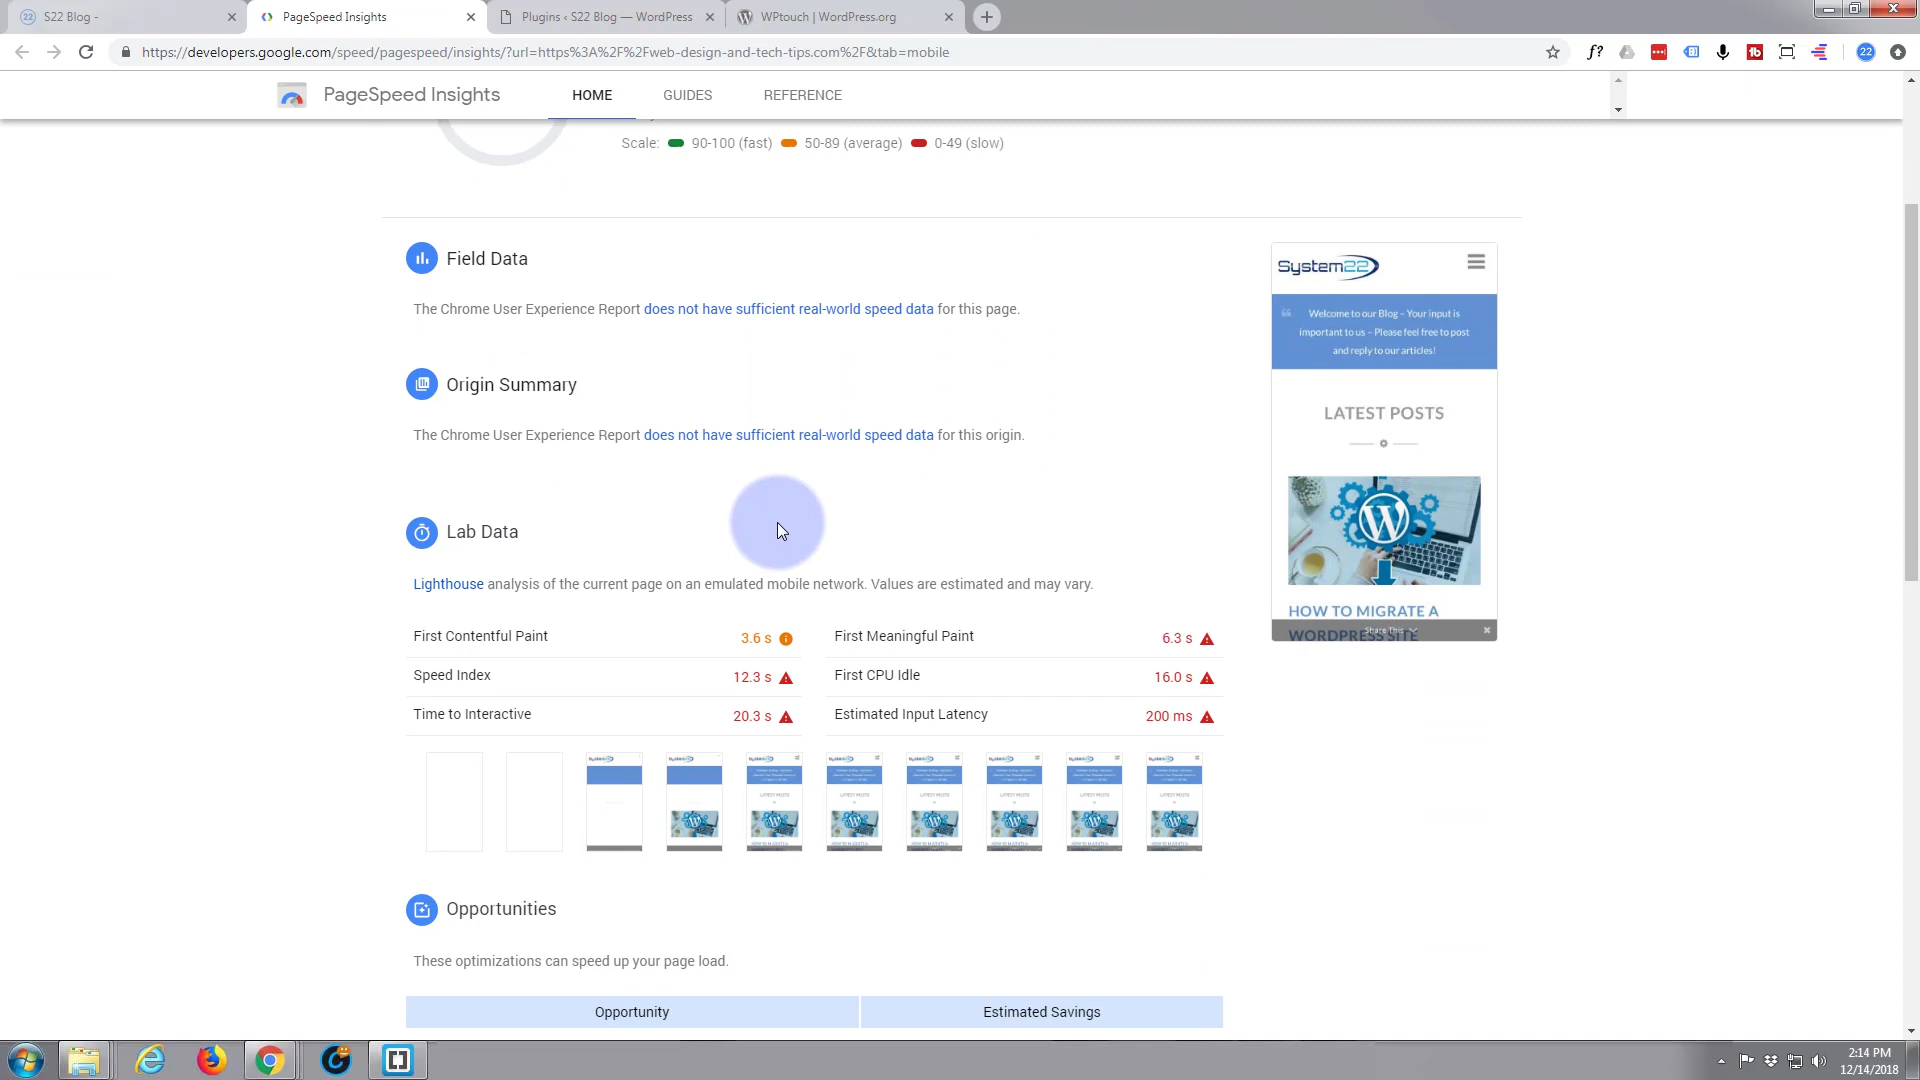 S22 Blog -
PageSpeed Insights
Plugins ‹ S22 Blog — WordPress
WPtouch | WordPress.org
https://developers.google.com/speed/pagespeed/insights/?url=https%3A%2F%2Fweb-design-and-tech-tips.com%2F&tab=mobile
f?
22
PageSpeed Insights
HOME
GUIDES
REFERENCE
Scale: 90-100 (fast) 50-89 (average) 0-49 (slow)
Field Data
The Chrome User Experience Report does not have sufficient real-world speed data for this page.
Origin Summary
The Chrome User Experience Report does not have sufficient real-world speed data for this origin.
Lab Data
Lighthouse analysis of the current page on an emulated mobile network. Values are estimated and may vary.
First Contentful Paint 3.6 s
First Meaningful Paint 6.3 s
Speed Index 12.3 s
First CPU Idle 16.0 s
Time to Interactive 20.3 s
Estimated Input Latency 200 ms
System22
Welcome to our Blog – Your input is
important to us – Please feel free to post
and reply to our articles!
LATEST POSTS
HOW TO MIGRATE A
WORDPRESS SITE
Share This
Opportunities
These optimizations can speed up your page load.
Opportunity
Estimated Savings
2:14 PM
12/14/2018